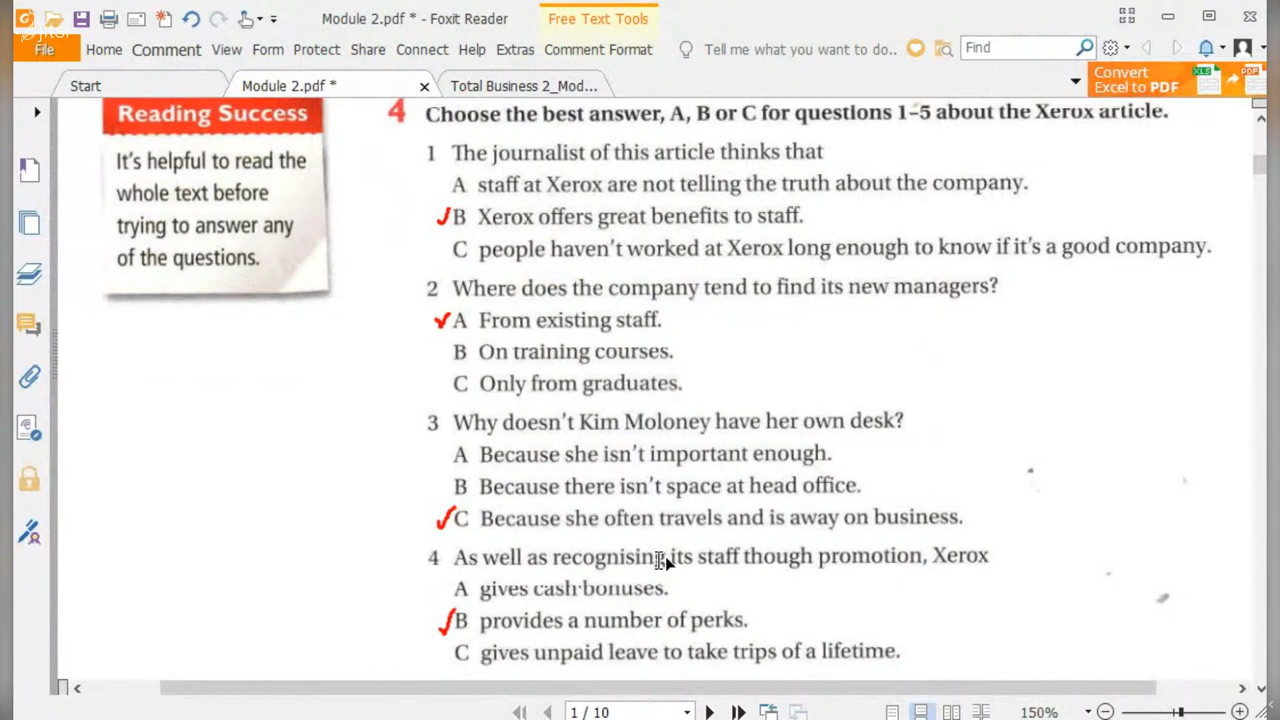 Module 2.pdf * - Foxit Reader
Free Text Tools
File
Home
Comment
View
Form
Protect
Share
Connect
Help
Extras
Comment Format
Tell me what you want to do..
Find
Start
Module 2.pdf *
Total Business 2_Mod...
Convert
Excel to PDF
Reading Success
It's helpful to read the
whole text before
trying to answer any
of the questions.
4 Choose the best answer, A, B or C for questions 1–5 about the Xerox article.
1 The journalist of this article thinks that
A staff at Xerox are not telling the truth about the company.
B Xerox offers great benefits to staff.
C people haven't worked at Xerox long enough to know if it's a good company.
2 Where does the company tend to find its new managers?
A From existing staff.
B On training courses.
C Only from graduates.
3 Why doesn't Kim Moloney have her own desk?
A Because she isn't important enough.
B Because there isn't space at head office.
C Because she often travels and is away on business.
4 As well as recognising its staff though promotion, Xerox
A gives cash bonuses.
B provides a number of perks.
C gives unpaid leave to take trips of a lifetime.
1 / 10
150%